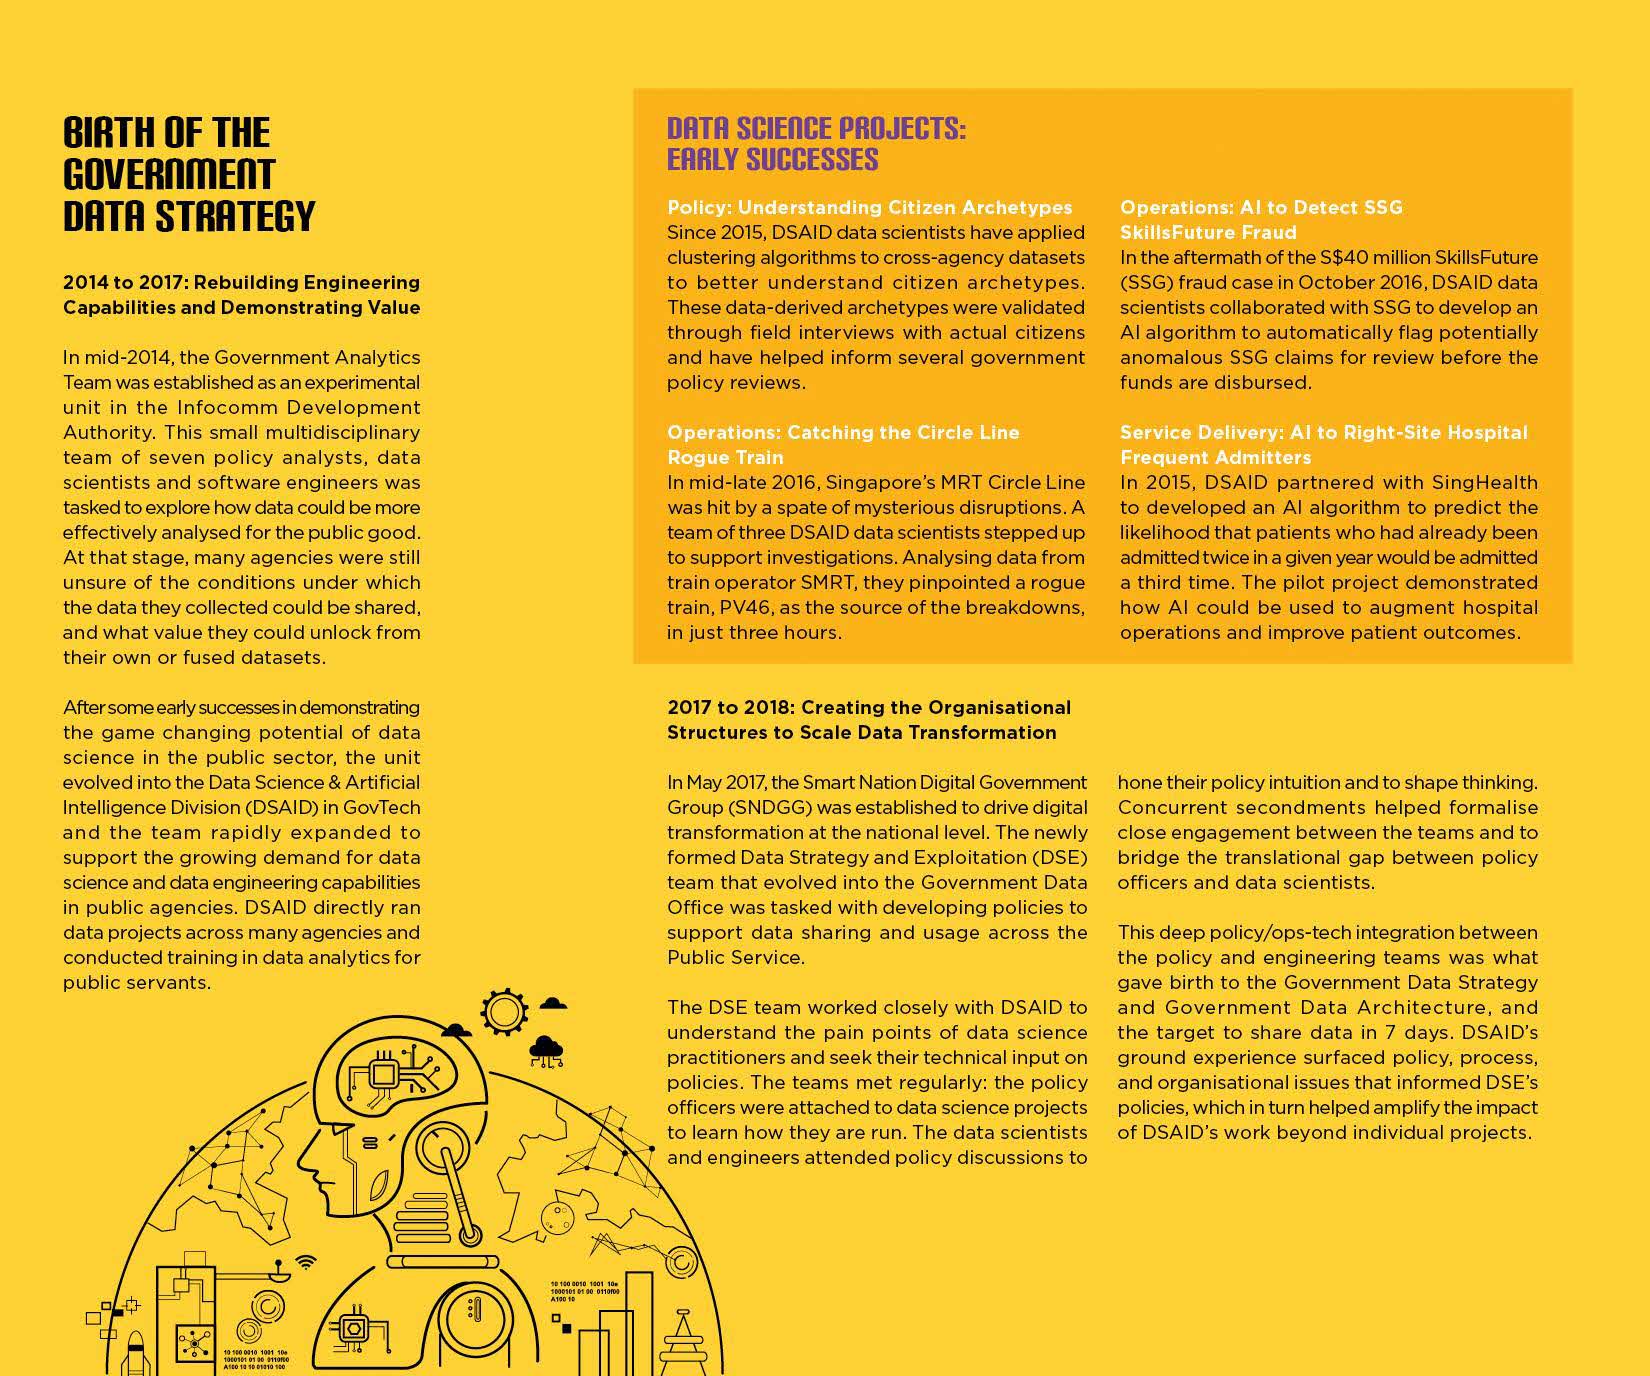 BIRTH OF THE
GOVERNMENT
DATA STRATEGY
2014 to 2017: Rebuilding Engineering
Capabilities and Demonstrating Value
In mid-2014, the Government Analytics
Team was established as an experimental
unit in the Infocomm Development
Authority. This small multidisciplinary
team of seven policy analysts, data
scientists and software engineers was
tasked to explore how data could be more
effectively analysed for the public good.
At that stage, many agencies were still
unsure of the conditions under which
the data they collected could be shared,
and what value they could unlock from
their own or fused datasets.
After some early successes in demonstrating
the game changing potential of data
science in the public sector, the unit
evolved into the Data Science & Artificial
Intelligence Division (DSAID) in GovTech
and the team rapidly expanded to
support the growing demand for data
science and data engineering capabilities
in public agencies. DSAID directly ran
data projects across many agencies and
conducted training in data analytics for
public servants.
DATA SCIENCE PROJECTS:
EARLY SUCCESSES
Policy: Understanding Citizen Archetypes
Since 2015, DSAID data scientists have applied
clustering algorithms to cross-agency datasets
to better understand citizen archetypes.
These data-derived archetypes were validated
through field interviews with actual citizens
and have helped inform several government
policy reviews.
Operations: Catching the Circle Line
Rogue Train
In mid-late 2016, Singapore's MRT Circle Line
was hit by a spate of mysterious disruptions. A
team of three DSAID data scientists stepped up
to support investigations. Analysing data from
train operator SMRT, they pinpointed a rogue
train, PV46, as the source of the breakdowns,
in just three hours.
Operations: AI to Detect SSG
SkillsFuture Fraud
In the aftermath of the S$40 million SkillsFuture
(SSG) fraud case in October 2016, DSAID data
scientists collaborated with SSG to develop an
AI algorithm to automatically flag potentially
anomalous SSG claims for review before the
funds are disbursed.
Service Delivery: AI to Right-Site Hospital
Frequent Admitters
In 2015, DSAID partnered with SingHealth
to developed an AI algorithm to predict the
likelihood that patients who had already been
admitted twice in a given year would be admitted
a third time. The pilot project demonstrated
how AI could be used to augment hospital
operations and improve patient outcomes.
2017 to 2018: Creating the Organisational
Structures to Scale Data Transformation
In May 2017, the Smart Nation Digital Government
Group (SNDGG) was established to drive digital
transformation at the national level. The newly
formed Data Strategy and Exploitation (DSE)
team that evolved into the Government Data
Office was tasked with developing policies to
support data sharing and usage across the
Public Service.
The DSE team worked closely with DSAID to
understand the pain points of data science
practitioners and seek their technical input on
policies. The teams met regularly: the policy
officers were attached to data science projects
to learn how they are run. The data scientists
and engineers attended policy discussions to
hone their policy intuition and to shape thinking.
Concurrent secondments helped formalise
close engagement between the teams and to
bridge the translational gap between policy
officers and data scientists.
This deep policy/ops-tech integration between
the policy and engineering teams was what
gave birth to the Government Data Strategy
and Government Data Architecture, and
the target to share data in 7 days. DSAID's
ground experience surfaced policy, process,
and organisational issues that informed DSE's
policies, which in turn helped amplify the impact
of DSAID's work beyond individual projects.
10 100 0010 1001 10e
1000101 01 00 0110f00
A100 10
10 100 0010 1001 10e
1000101 01 00 0110f00
A100 10 10 01010 100